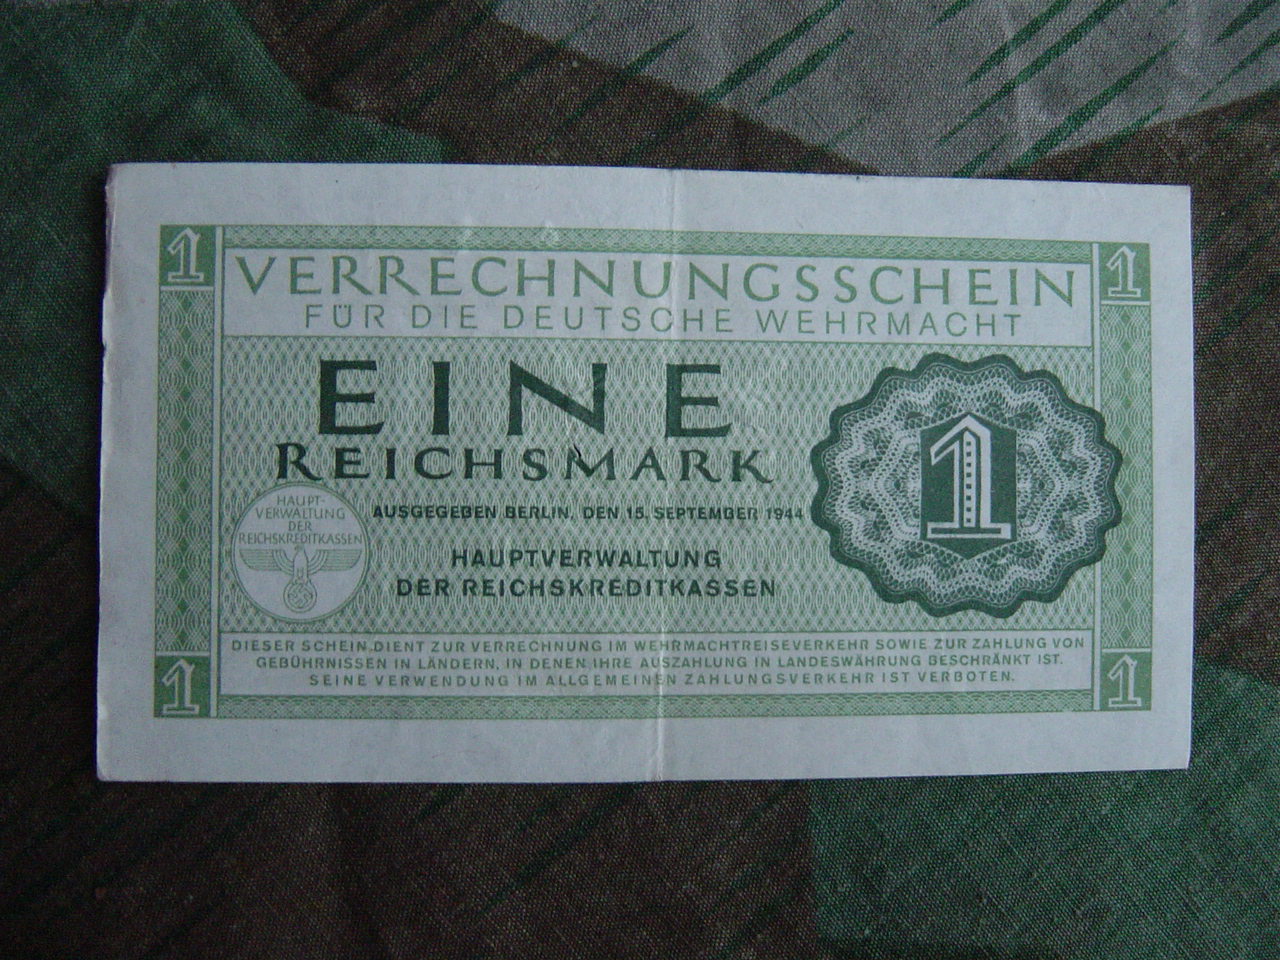 1
1
VERRECHNUNGSSCHEIN
FÜR DIE DEUTSCHE WEHRMACHT
EINE
REICHSMARK
HAUPT-
VERWALTUNG
DER
REICHSKREDITKASSEN
AUSGEGEBEN BERLIN, DEN 15. SEPTEMBER 1944
HAUPTVERWALTUNG
DER REICHSKREDITKASSEN
1
DIESER SCHEIN DIENT ZUR VERRECHNUNG IM WEHRMACHTREISEVERKEHR SOWIE ZUR ZAHLUNG VON
GEBÜHRNISSEN IN LÄNDERN, IN DENEN IHRE AUSZAHLUNG IN LANDESWÄHRUNG BESCHRÄNKT IST.
SEINE VERWENDUNG IM ALLGEMEINEN ZAHLUNGSVERKEHR IST VERBOTEN.
1
1